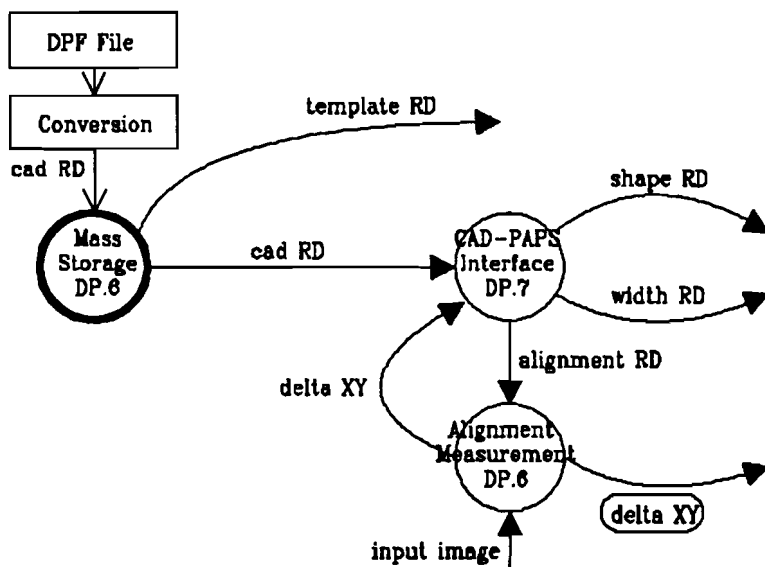 DPF File
Conversion
cad RD
template RD
Mass
Storage
DP.6
cad RD
CAD-PAPS
Interface
DP.7
shape RD
width RD
alignment RD
delta XY
Alignment
Measurement
DP.6
delta XY
input image